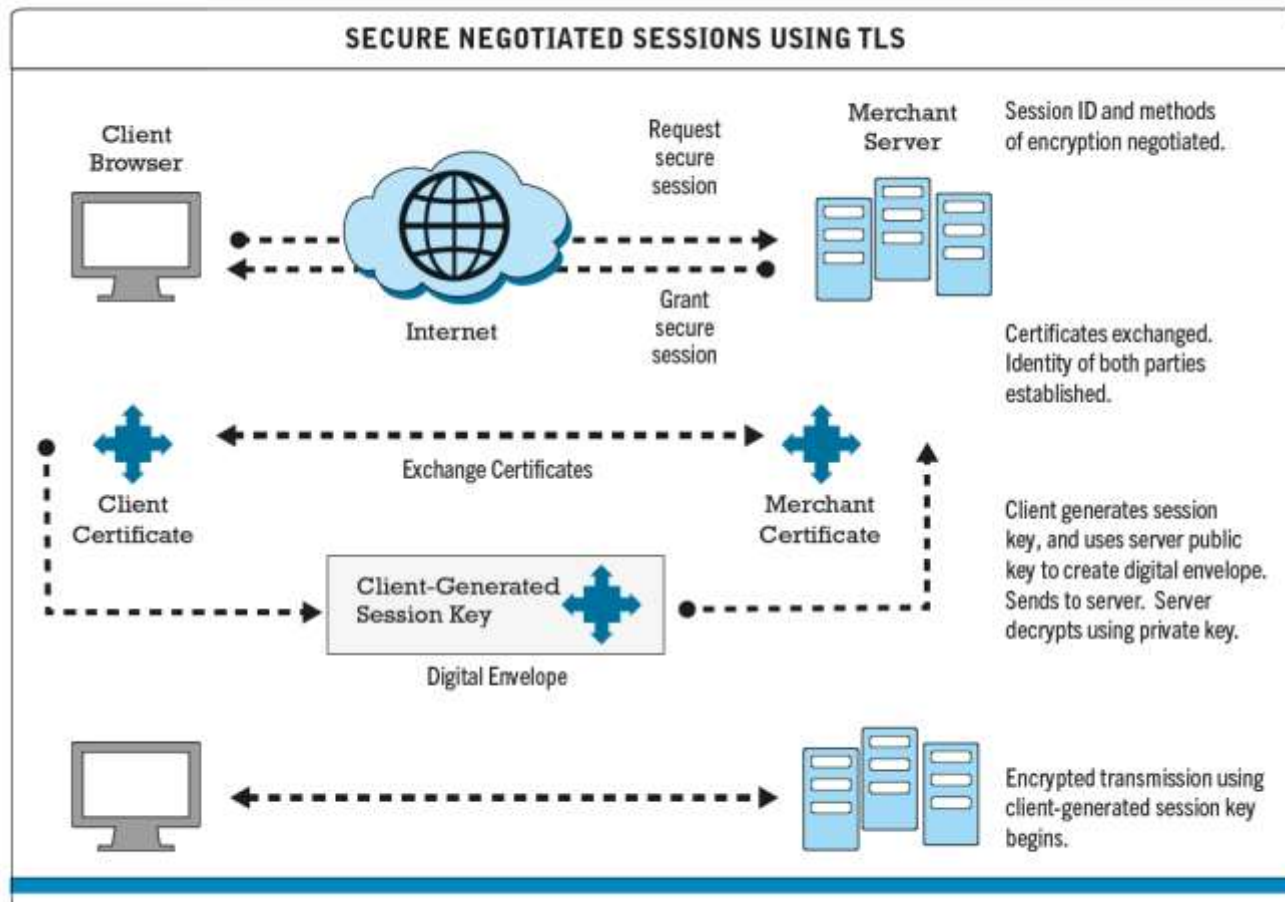 SECURE NEGOTIATED SESSIONS USING TLS
Client
Browser
Request
secure
session
Merchant
Server
Session ID and methods
of encryption negotiated.
Internet
Grant
secure
session
Certificates exchanged.
Identity of both parties
established.
Exchange Certificates
Client
Certificate
Merchant
Certificate
Client generates session
key, and uses server public
key to create digital envelope.
Sends to server. Server
decrypts using private key.
Client-Generated
Session Key
Digital Envelope
Encrypted transmission using
client-generated session key
begins.